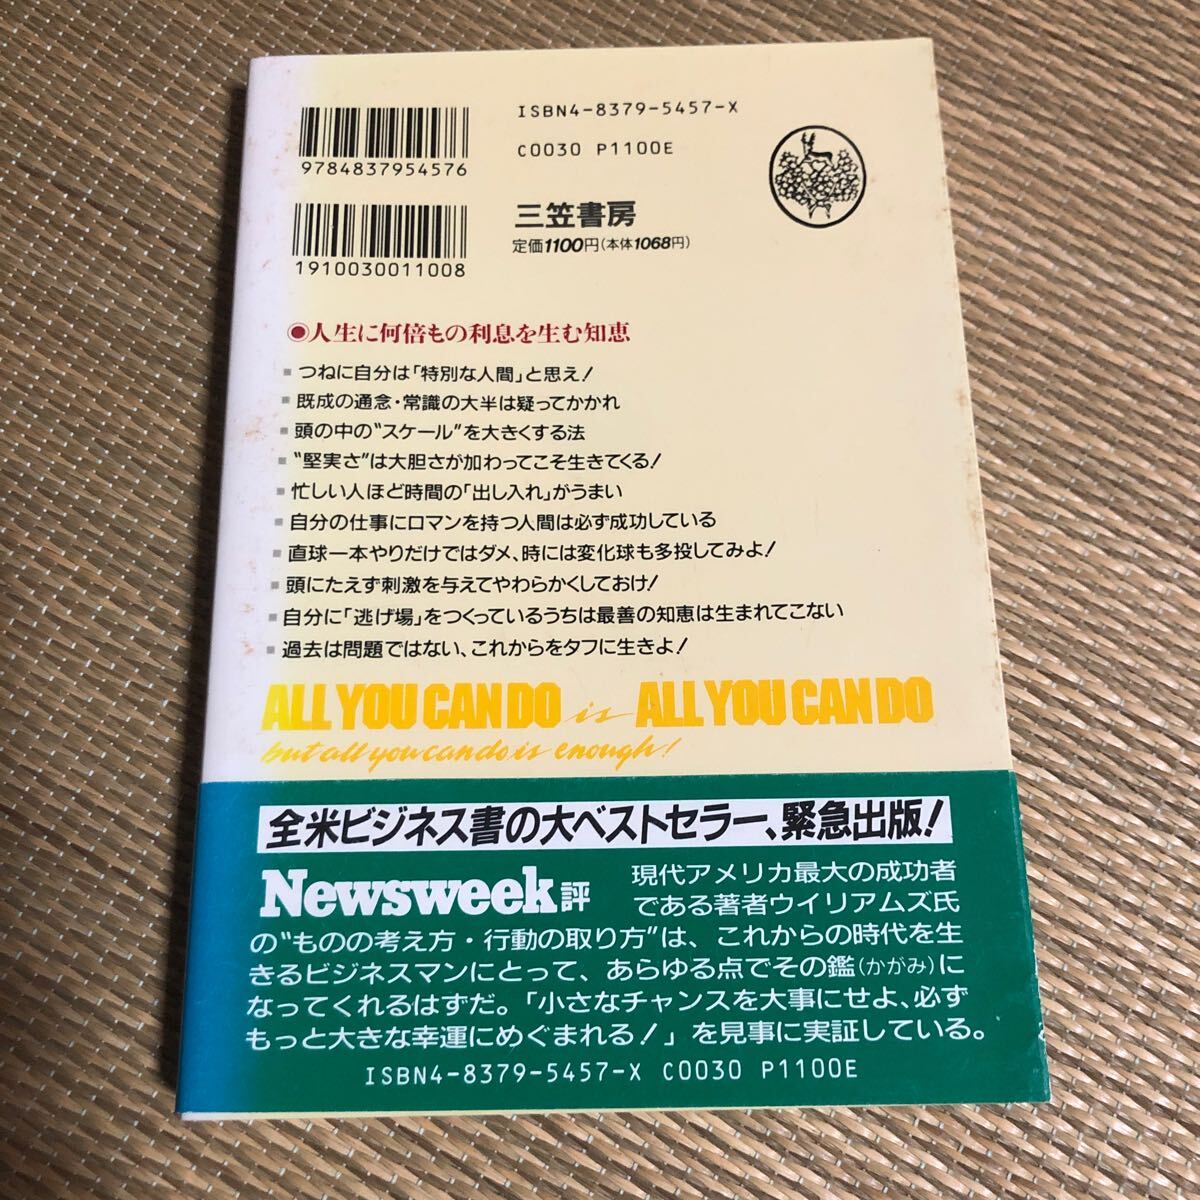 ISBN4-8379-5457-X
C0030 P1100E
9784837954576
三笠書房
定価1100円(本体1068円)
1910030011008
◉人生に何倍もの利息を生む知恵
■つねに自分は「特別な人間」と思え!
■既成の通念・常識の大半は疑ってかかれ
■頭の中の"スケール"を大きくする法
■"堅実さ"は大胆さが加わってこそ生きてくる!
■忙しい人ほど時間の「出し入れ」がうまい
■自分の仕事にロマンを持つ人間は必ず成功している
■直球一本やりだけではダメ、時には変化球も多投してみよ!
■頭にたえず刺激を与えてやわらかくしておけ!
■自分に「逃げ場」をつくっているうちは最善の知恵は生まれてこない
■過去は問題ではない、これからをタフに生きよ!
ALL YOU CAN DO is ALL YOU CAN DO
but all you can do is enough!
全米ビジネス書の大ベストセラー、緊急出版!
Newsweek評 現代アメリカ最大の成功者
である著者ウイリアムズ氏
の"ものの考え方・行動の取り方"は、これからの時代を生
きるビジネスマンにとって、あらゆる点でその鑑(かがみ)に
なってくれるはずだ。「小さなチャンスを大事にせよ、必ず
もっと大きな幸運にめぐまれる!」を見事に実証している。
ISBN4-8379-5457-X C0030 P1100E